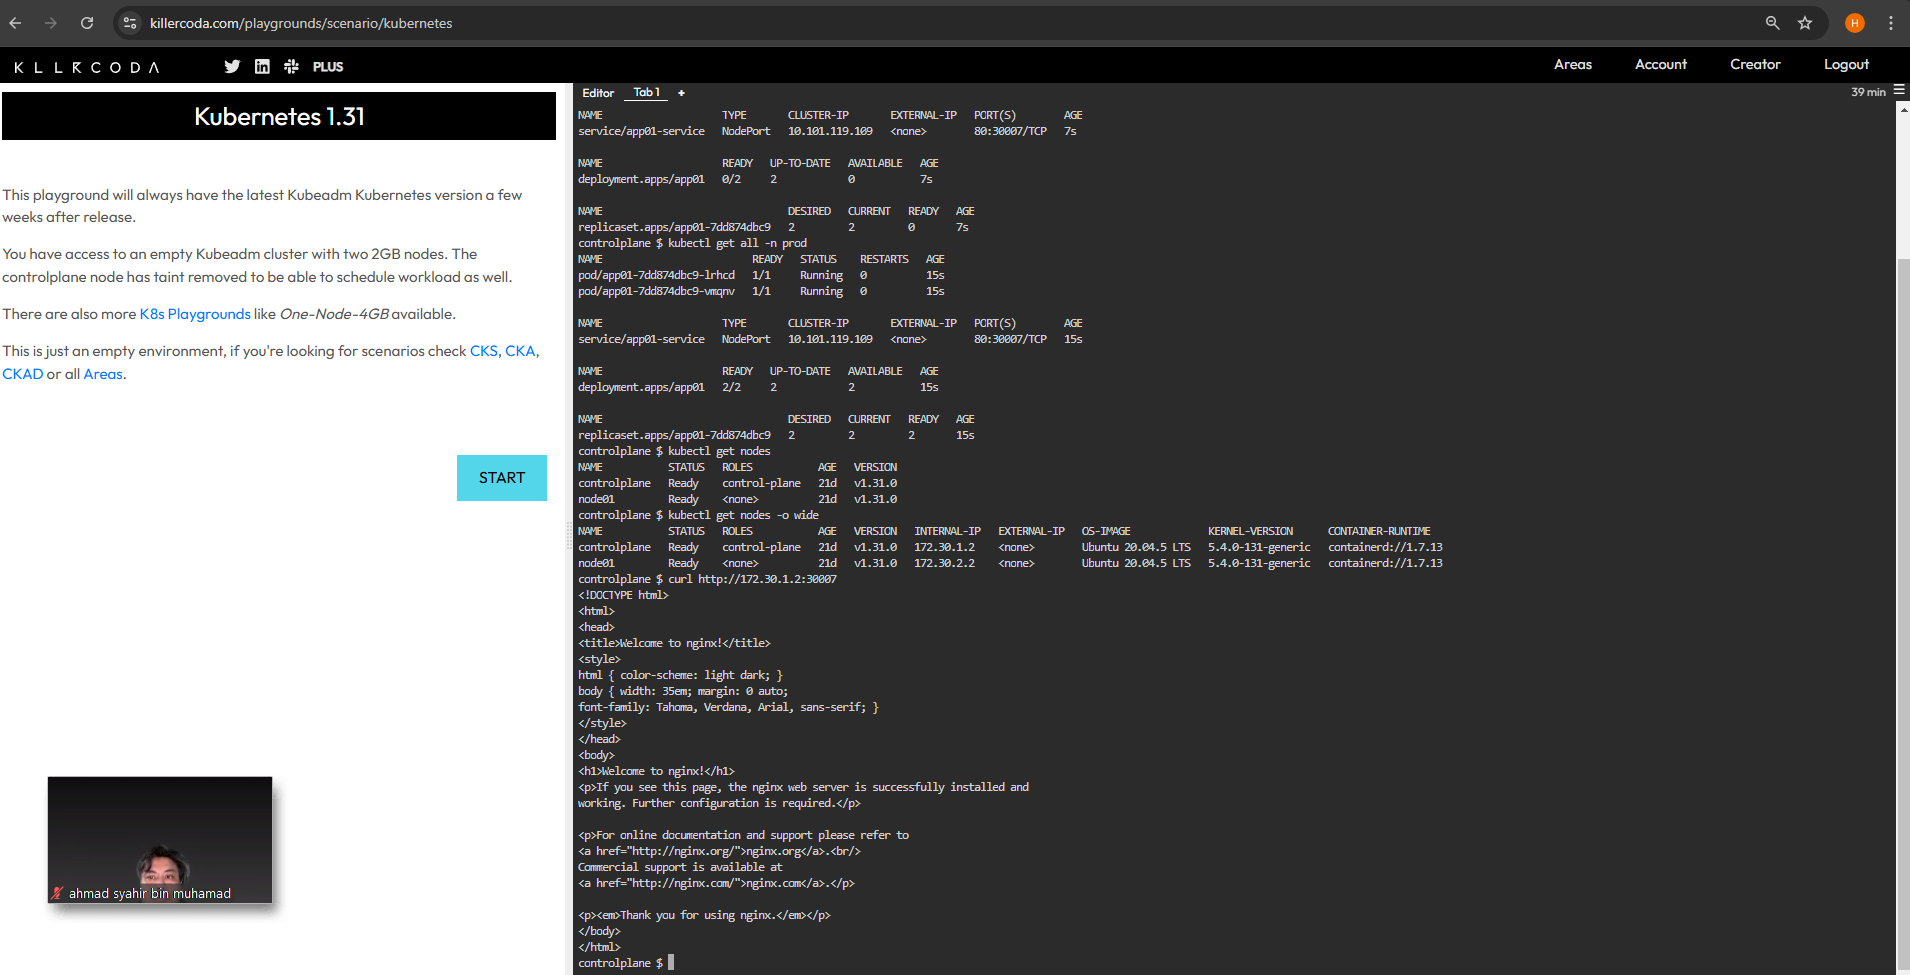 killercoda.com/playgrounds/scenario/kubernetes
H
KLLRCODA
PLUS
Areas
Account
Creator
Logout
Kubernetes 1.31
This playground will always have the latest Kubeadm Kubernetes version a few
weeks after release.
You have access to an empty Kubeadm cluster with two 2GB nodes. The
controlplane node has taint removed to be able to schedule workload as well.
There are also more K8s Playgrounds like One-Node-4GB available.
This is just an empty environment, if you're looking for scenarios check CKS, CKA,
CKAD or all Areas.
START
ahmad syahir bin muhamad
Editor Tab 1 +
39 min
NAME TYPE CLUSTER-IP EXTERNAL-IP PORT(S) AGE
service/app01-service NodePort 10.101.119.109 <none> 80:30007/TCP 7s
NAME READY UP-TO-DATE AVAILABLE AGE
deployment.apps/app01 0/2 2 0 7s
NAME DESIRED CURRENT READY AGE
replicaset.apps/app01-7dd874dbc9 2 2 0 7s
controlplane $ kubectl get all -n prod
NAME READY STATUS RESTARTS AGE
pod/app01-7dd874dbc9-lrhcd 1/1 Running 0 15s
pod/app01-7dd874dbc9-vmqnv 1/1 Running 0 15s
NAME TYPE CLUSTER-IP EXTERNAL-IP PORT(S) AGE
service/app01-service NodePort 10.101.119.109 <none> 80:30007/TCP 15s
NAME READY UP-TO-DATE AVAILABLE AGE
deployment.apps/app01 2/2 2 2 15s
NAME DESIRED CURRENT READY AGE
replicaset.apps/app01-7dd874dbc9 2 2 2 15s
controlplane $ kubectl get nodes
NAME STATUS ROLES AGE VERSION
controlplane Ready control-plane 21d v1.31.0
node01 Ready <none> 21d v1.31.0
controlplane $ kubectl get nodes -o wide
NAME STATUS ROLES AGE VERSION INTERNAL-IP EXTERNAL-IP OS-IMAGE KERNEL-VERSION CONTAINER-RUNTIME
controlplane Ready control-plane 21d v1.31.0 172.30.1.2 <none> Ubuntu 20.04.5 LTS 5.4.0-131-generic containerd://1.7.13
node01 Ready <none> 21d v1.31.0 172.30.2.2 <none> Ubuntu 20.04.5 LTS 5.4.0-131-generic containerd://1.7.13
controlplane $ curl http://172.30.1.2:30007
<!DOCTYPE html>
<html>
<head>
<title>Welcome to nginx!</title>
<style>
html { color-scheme: light dark; }
body { width: 35em; margin: 0 auto;
font-family: Tahoma, Verdana, Arial, sans-serif; }
</style>
</head>
<body>
<h1>Welcome to nginx!</h1>
<p>If you see this page, the nginx web server is successfully installed and
working. Further configuration is required.</p>
<p>For online documentation and support please refer to
<a href="http://nginx.org/">nginx.org</a>.<br/>
Commercial support is available at
<a href="http://nginx.com/">nginx.com</a>.</p>
<p><em>Thank you for using nginx.</em></p>
</body>
</html>
controlplane $